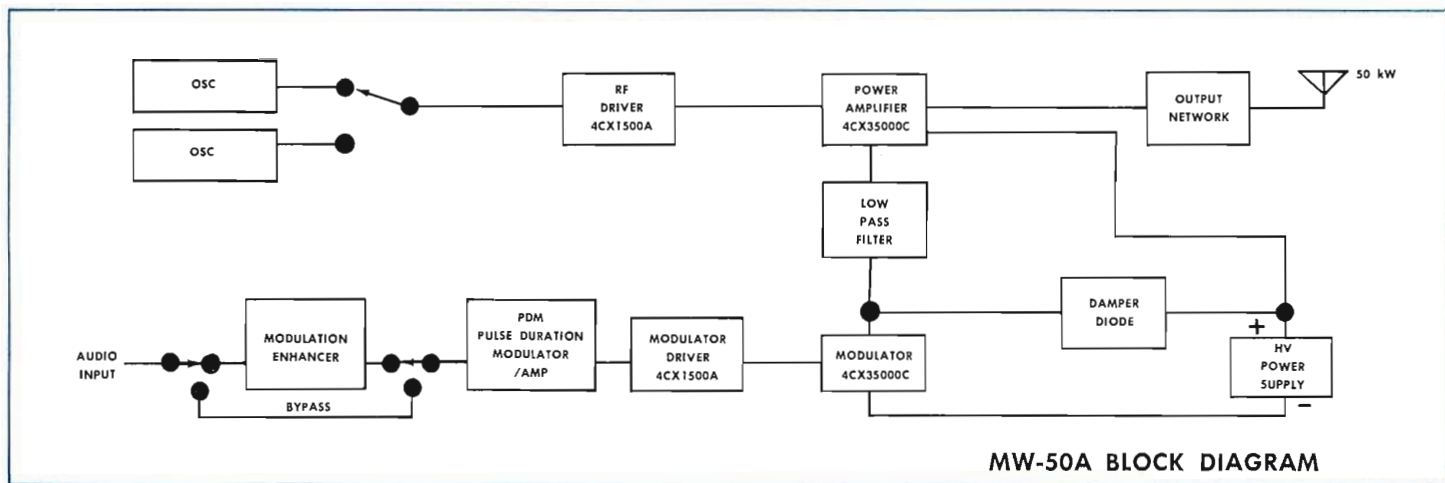 OSC
OSC
RF
DRIVER
4CX1500A
POWER
AMPLIFIER
4CX35000C
OUTPUT
NETWORK
50 kW
LOW
PASS
FILTER
DAMPER
DIODE
AUDIO
INPUT
MODULATION
ENHANCER
BYPASS
PDM
PULSE DURATION
MODULATOR
/AMP
MODULATOR
DRIVER
4CX1500A
MODULATOR
4CX35000C
+
HV
POWER
SUPPLY
-
MW-50A BLOCK DIAGRAM